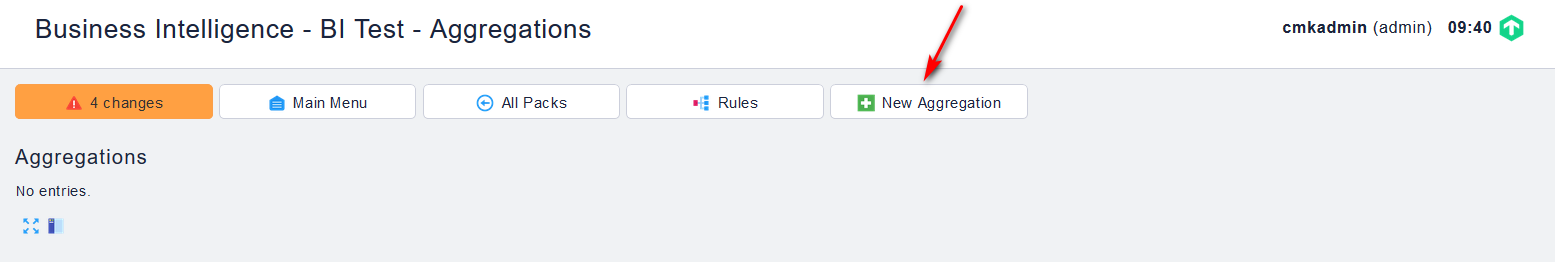 Business Intelligence - BI Test - Aggregations
cmkadmin (admin) 09:40
4 changes
Main Menu
All Packs
Rules
New Aggregation
Aggregations
No entries.